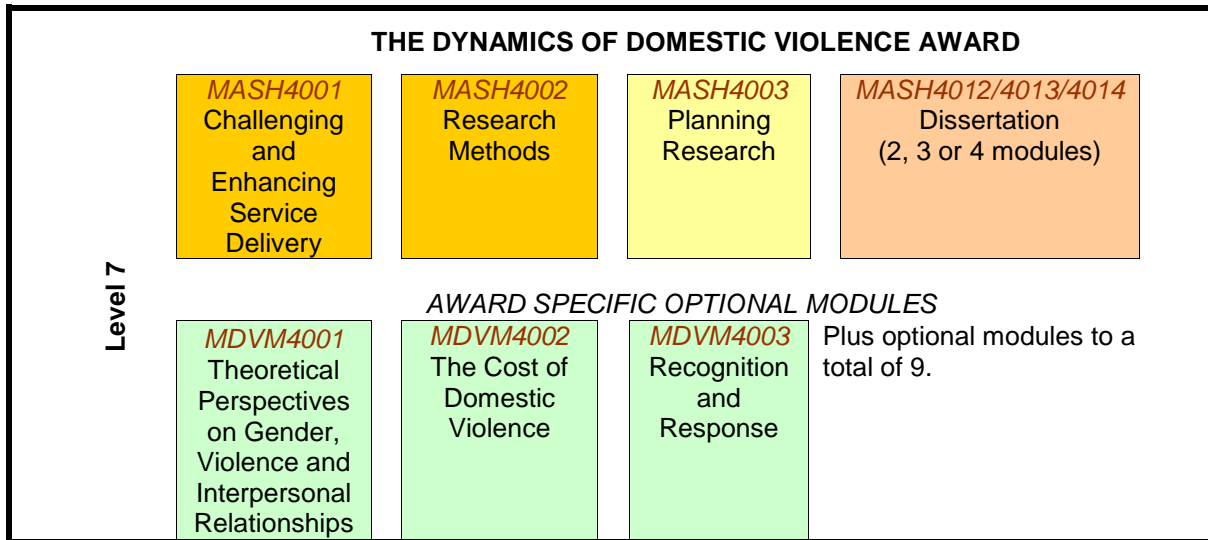 THE DYNAMICS OF DOMESTIC VIOLENCE AWARD
Level 7
MASH4001
Challenging
and
Enhancing
Service
Delivery
MASH4002
Research
Methods
MASH4003
Planning
Research
MASH4012/4013/4014
Dissertation
(2, 3 or 4 modules)
AWARD SPECIFIC OPTIONAL MODULES
MDVM4001
Theoretical
Perspectives
on Gender,
Violence and
Interpersonal
Relationships
MDVM4002
The Cost of
Domestic
Violence
MDVM4003
Recognition
and
Response
Plus optional modules to a
total of 9.